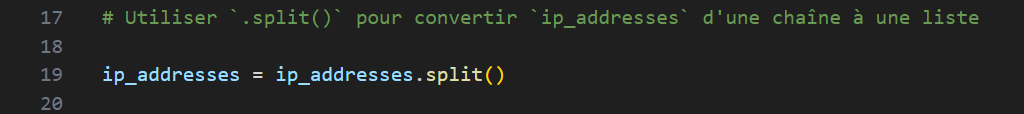 17 # Utiliser `.split()` pour convertir `ip_addresses` d'une chaîne à une liste
18
19 ip_addresses = ip_addresses.split()
20